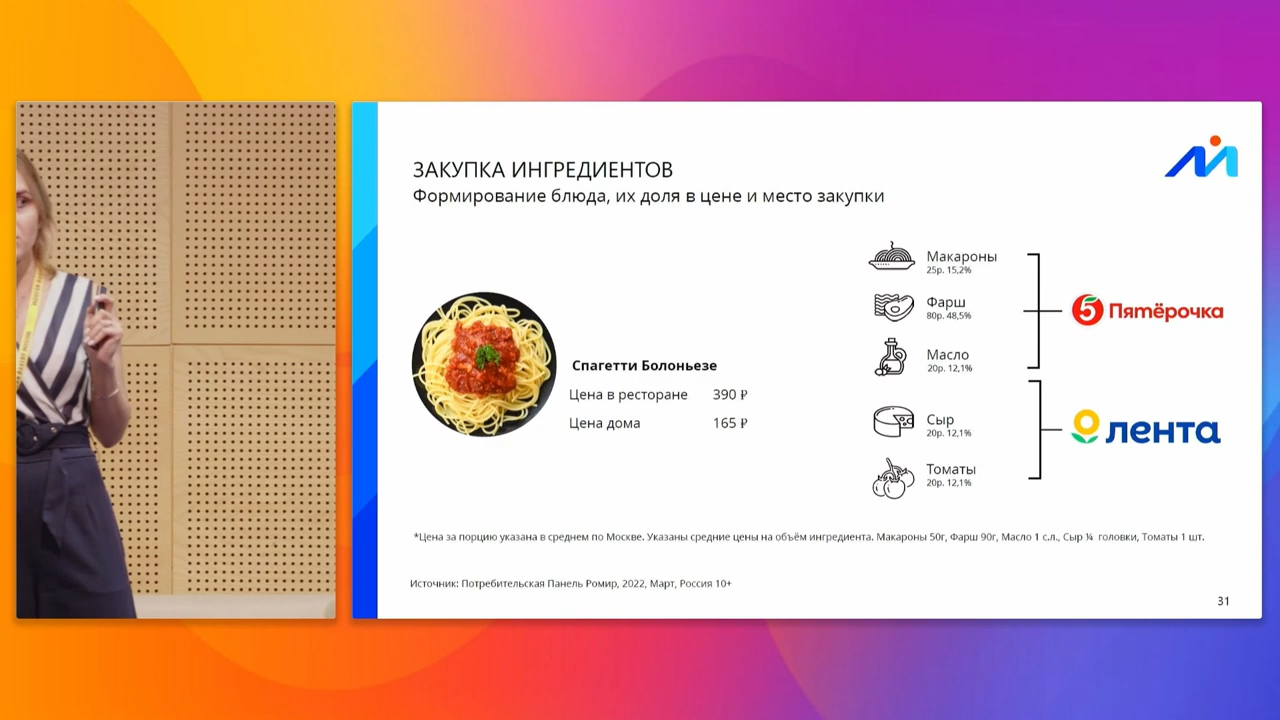 ЗАКУПКА ИНГРЕДИЕНТОВ
Формирование блюда, их доля в цене и место закупки
Спагетти Болоньезе
Цена в ресторане 390 ₽
Цена дома 165 ₽
Макароны
25р. 15,2%
Фарш
80р. 48,5%
Масло
20р. 12,1%
Сыр
20р. 12,1%
Томаты
20р. 12,1%
5 Пятёрочка
лента
*Цена за порцию указана в среднем по Москве. Указаны средние цены на объём ингредиента. Макароны 50г, Фарш 90г, Масло 1 с.л., Сыр ¼ головки, Томаты 1 шт.
Источник: Потребительская Панель Ромир, 2022, Март, Россия 10+
31